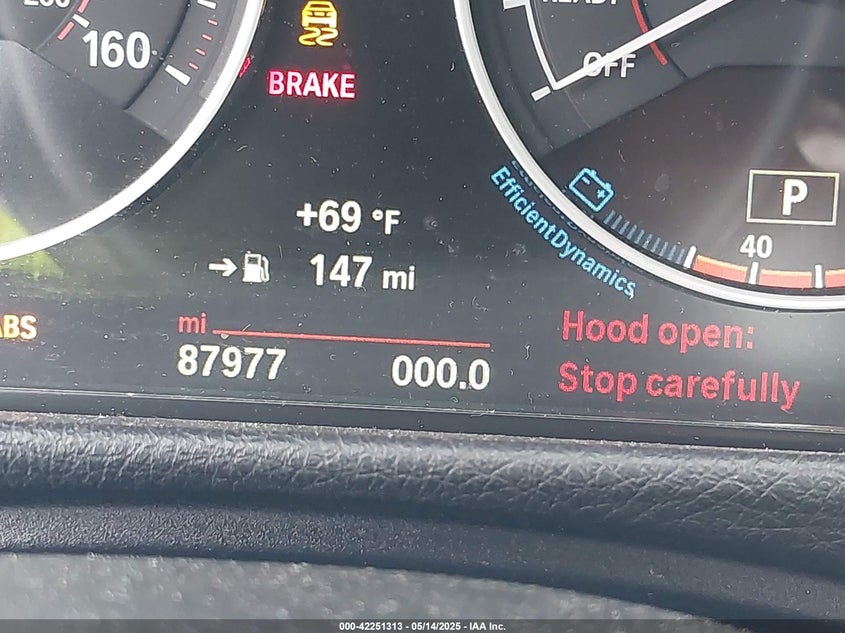 160
BRAKE
READY
OFF
EfficientDynamics
P
+69 °F
40
147 mi
ABS
mi
87977
000.0
Hood open:
Stop carefully
000-42251313 - 05/14/2025 - IAA Inc.